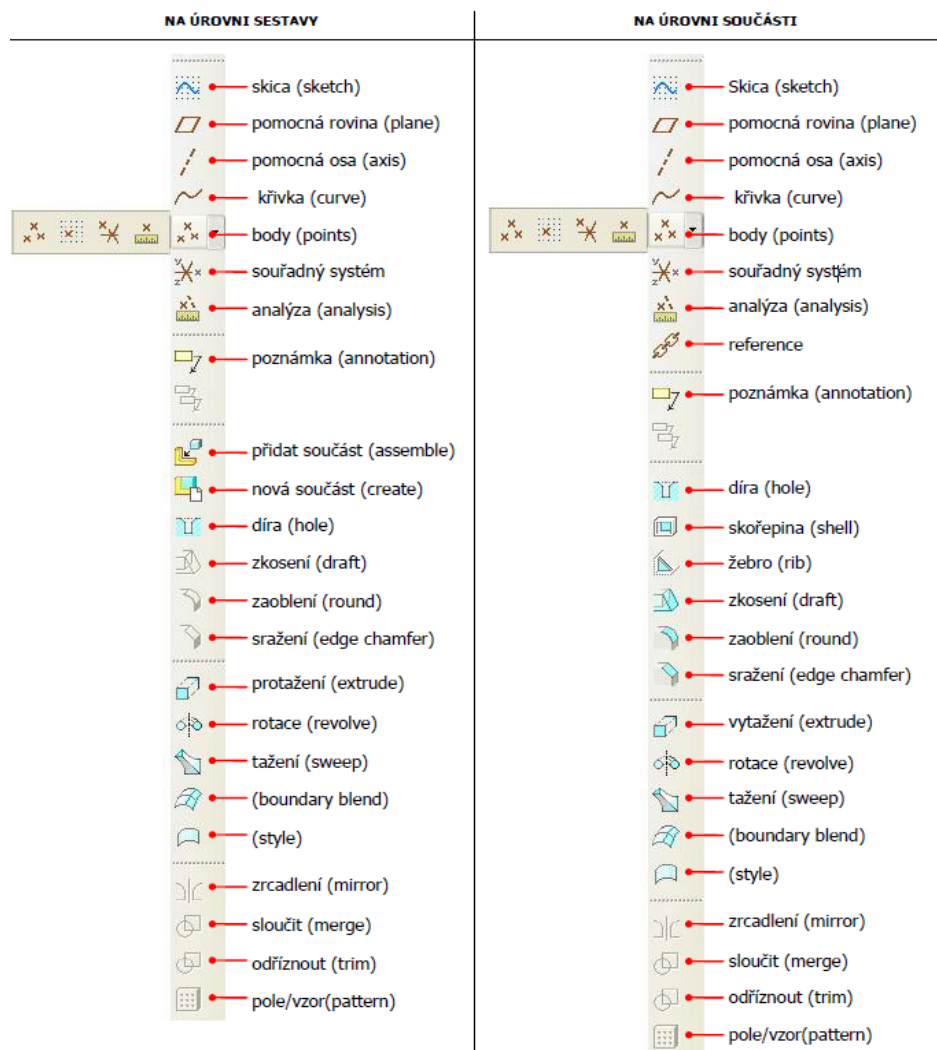 NA ÚROVNI SESTAVY
skica (sketch)
pomocná rovina (plane)
pomocná osa (axis)
křivka (curve)
body (points)
souřadný systém
analýza (analysis)
poznámka (annotation)
přidat součást (assemble)
nová součást (create)
díra (hole)
zkosení (draft)
zaoblení (round)
sražení (edge chamfer)
protažení (extrude)
rotace (revolve)
tažení (sweep)
(boundary blend)
(style)
zrcadlení (mirror)
sloučit (merge)
odříznout (trim)
pole/vzor(pattern)
NA ÚROVNI SOUČÁSTI
Skica (sketch)
pomocná rovina (plane)
pomocná osa (axis)
křivka (curve)
body (points)
souřadný systém
analýza (analysis)
reference
poznámka (annotation)
díra (hole)
skořepina (shell)
žebro (rib)
zkosení (draft)
zaoblení (round)
sražení (edge chamfer)
vytažení (extrude)
rotace (revolve)
tažení (sweep)
(boundary blend)
(style)
zrcadlení (mirror)
sloučit (merge)
odříznout (trim)
pole/vzor(pattern)